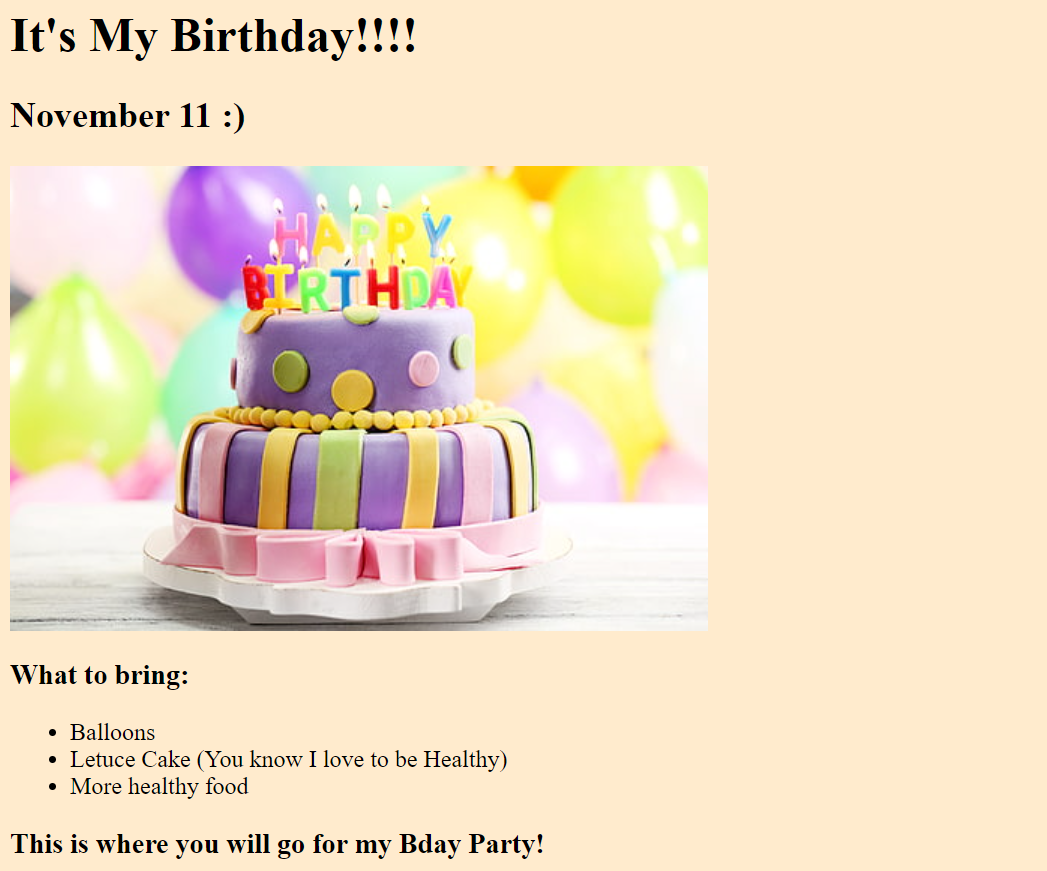 It's My Birthday!!!!
November 11 :)
HAPPY
BIRTHDAY
What to bring:
Balloons
Letuce Cake (You know I love to be Healthy)
More healthy food
This is where you will go for my Bday Party!